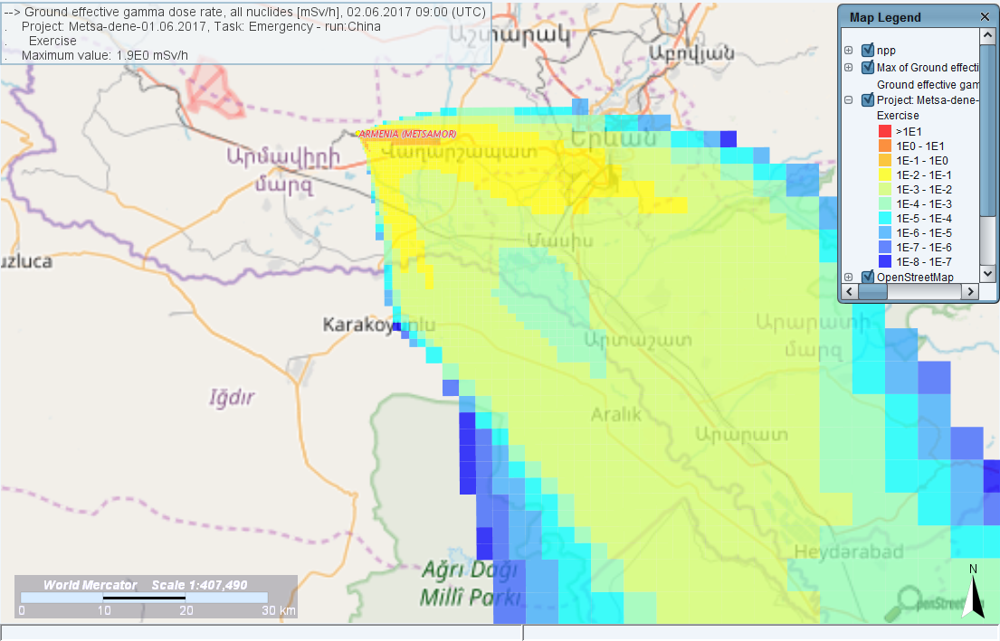 --> Ground effective gamma dose rate, all nuclides [mSv/h], 02.06.2017 09:00 (UTC)
. Project: Metsa-dene-01.06.2017, Task: Emergency - run:China
. Exercise
. Maximum value: 1.9E0 mSv/h
Map Legend
npp
Max of Ground effecti
Ground effective gam
Project: Metsa-dene-
Exercise
>1E1
1E0 - 1E1
1E-1 - 1E0
1E-2 - 1E-1
1E-3 - 1E-2
1E-4 - 1E-3
1E-5 - 1E-4
1E-6 - 1E-5
1E-7 - 1E-6
1E-8 - 1E-7
OpenStreetMap
Աշտարակ
Աբովյան
ARMENIA (METSAMOR)
Երևան
Վաղարշապատ
Արմավիրի
մարզ
Մասիս
uzluca
Karakoyunlu
Արարատի
մարզ
Արտաշատ
Iğdır
Aralık
Արարատ
Heydərabad
Ağrı Dağı
Millî Parkı
World Mercator Scale 1:407,490
0 10 20 30 km
N
OpenStreetM